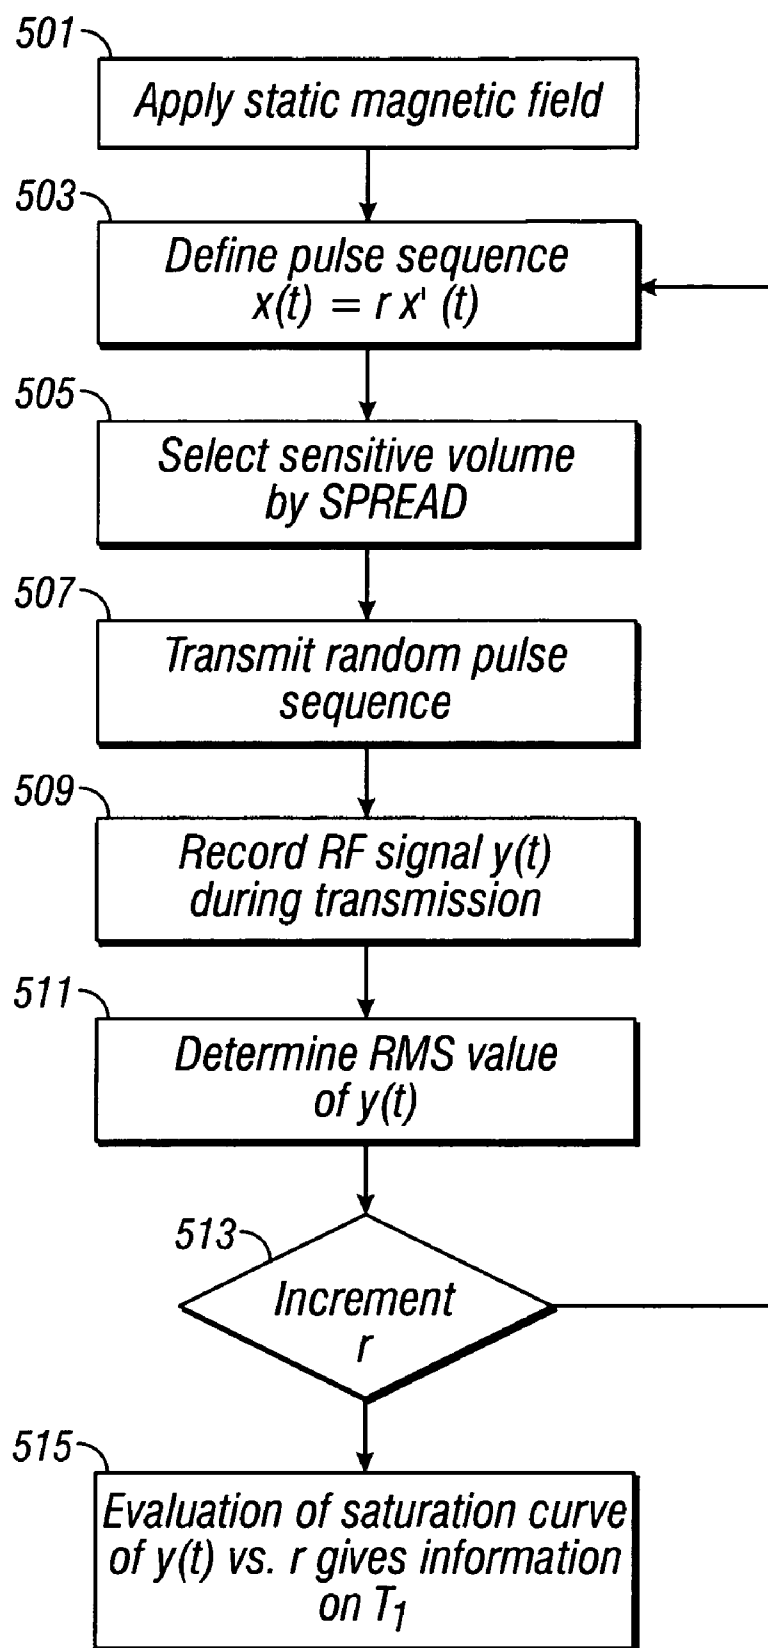 501
Apply static magnetic field
503
Define pulse sequence
x(t) = r x' (t)
505
Select sensitive volume
by SPREAD
507
Transmit random pulse
sequence
509
Record RF signal y(t)
during transmission
511
Determine RMS value
of y(t)
513
Increment
r
515
Evaluation of saturation curve
of y(t) vs. r gives information
on T1